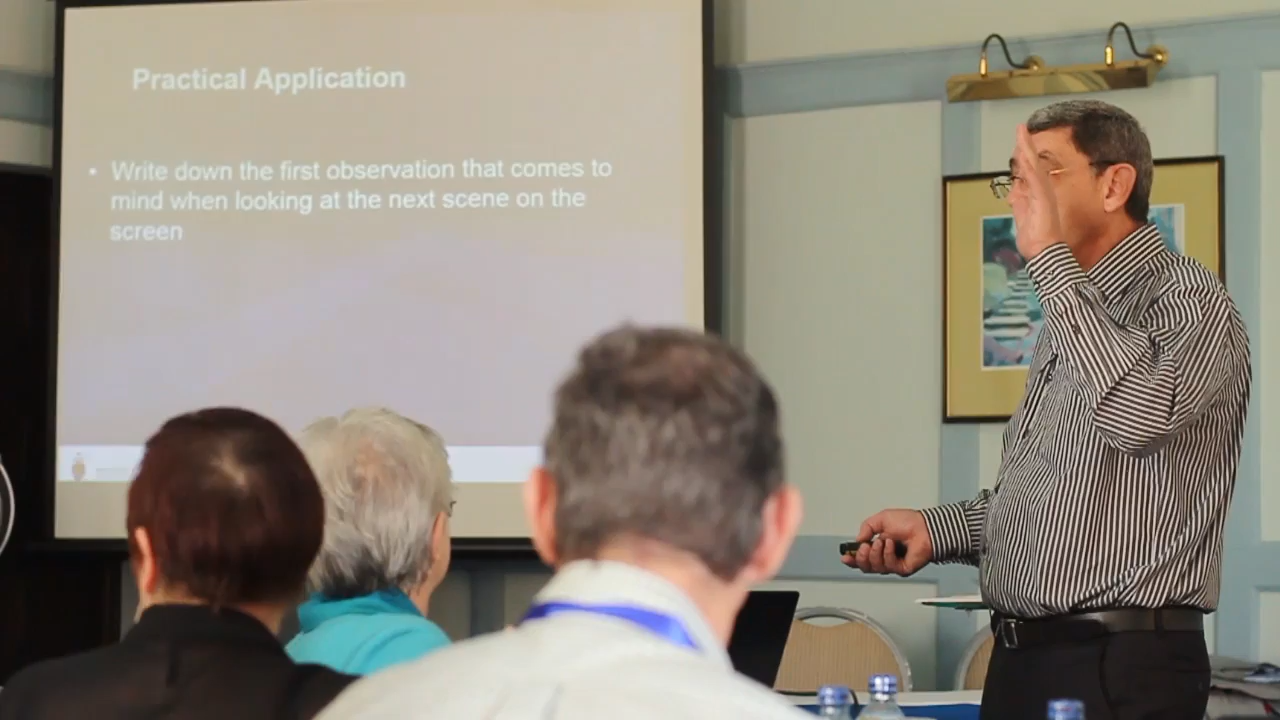 Practical Application
• Write down the first observation that comes to
mind when looking at the next scene on the
screen